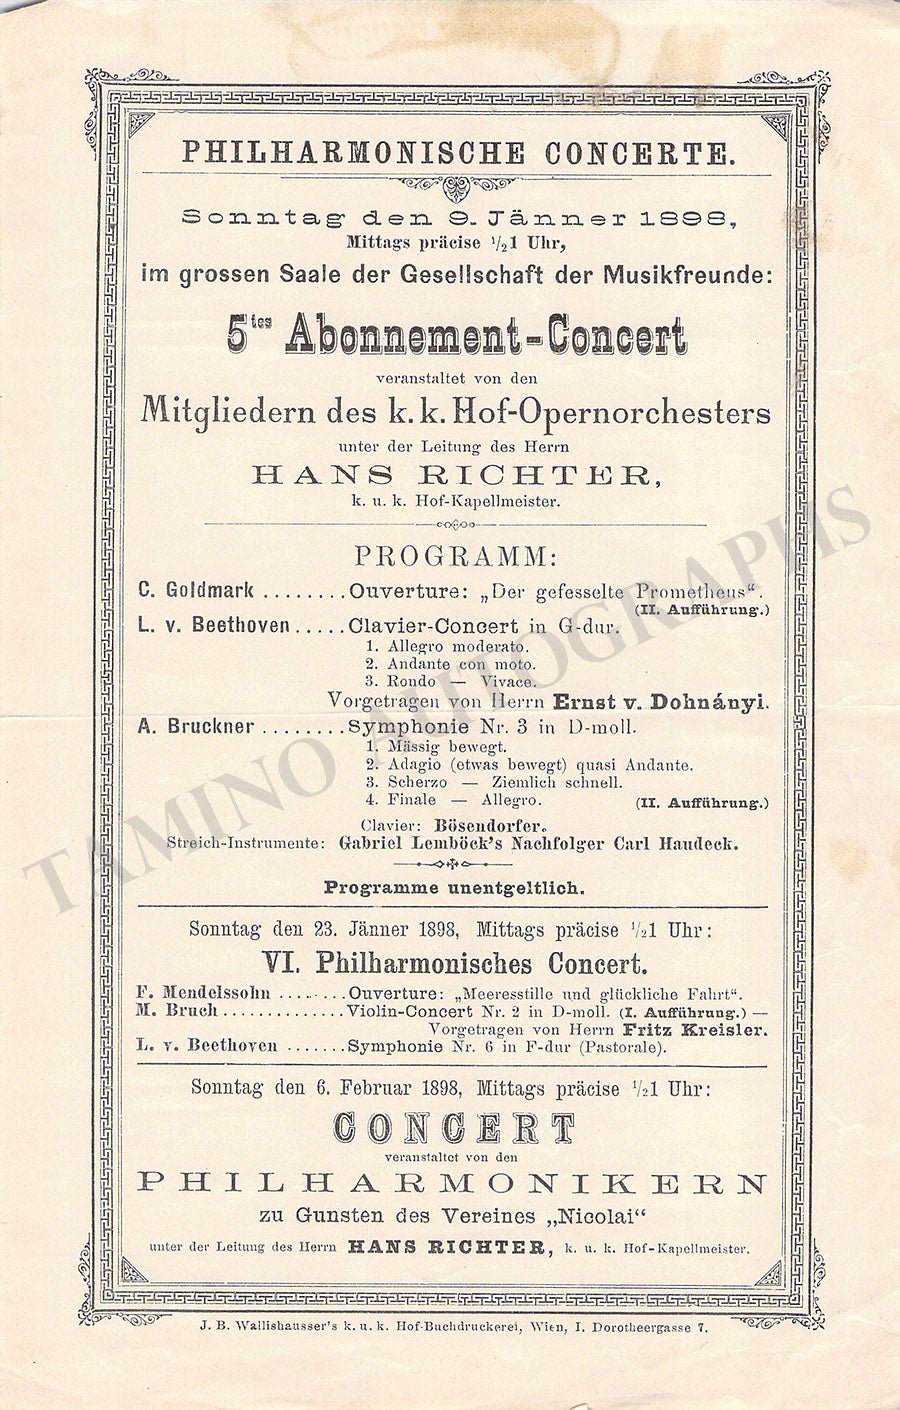 PHILHARMONISCHE CONCERTE.
Sonntag den 9. Jänner 1898,
Mittags präcise ½1 Uhr,
im grossen Saale der Gesellschaft der Musikfreunde:
5tes Abonnement-Concert
veranstaltet von den
Mitgliedern des k. k. Hof-Opernorchesters
unter der Leitung des Herrn
HANS RICHTER,
k. u. k. Hof-Kapellmeister.
PROGRAMM:
C. Goldmark ........ Ouverture: „Der gefesselte Prometheus“.
(II. Aufführung.)
L. v. Beethoven ..... Clavier-Concert in G-dur.
1. Allegro moderato.
2. Andante con moto.
3. Rondo — Vivace.
Vorgetragen von Herrn Ernst v. Dohnányi.
A. Bruckner ........ Symphonie Nr. 3 in D-moll.
1. Mässig bewegt.
2. Adagio (etwas bewegt) quasi Andante.
3. Scherzo — Ziemlich schnell.
4. Finale — Allegro. (II. Aufführung.)
Clavier: Bösendorfer.
Streich-Instrumente: Gabriel Lemböck's Nachfolger Carl Haudeck.
Programme unentgeltlich.
Sonntag den 23. Jänner 1898, Mittags präcise ½1 Uhr:
VI. Philharmonisches Concert.
F. Mendelssohn ........ Ouverture: „Meeresstille und glückliche Fahrt“.
M. Bruch .............. Violin-Concert Nr. 2 in D-moll. (I. Aufführung.) —
Vorgetragen von Herrn Fritz Kreisler.
L. v. Beethoven ....... Symphonie Nr. 6 in F-dur (Pastorale).
Sonntag den 6. Februar 1898, Mittags präcise ½1 Uhr:
CONCERT
veranstaltet von den
PHILHARMONIKERN
zu Gunsten des Vereines „Nicolai“
unter der Leitung des Herrn HANS RICHTER, k. u. k. Hof-Kapellmeister.
J. B. Wallishausser's k. u. k. Hof-Buchdruckerei, Wien, I. Dorotheergasse 7.
TAMINO AUTOGRAPHS